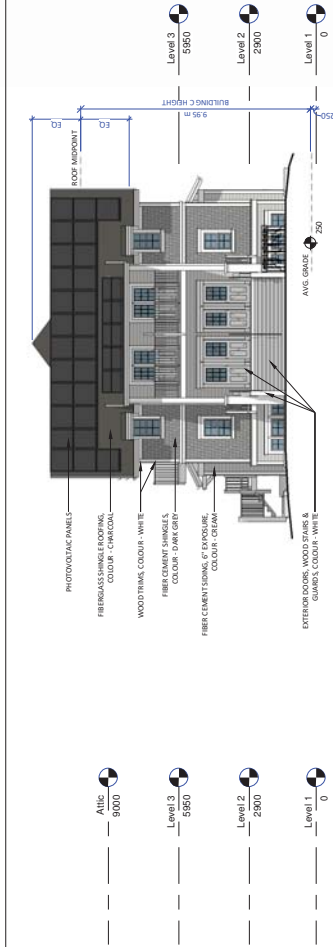 Level 3
5950
Level 2
2900
Level 1
0
EQ
EQ
ROOF MIDPOINT
9.95 m
BUILDING C HEIGHT
250
AVG. GRADE
250
PHOTOVOLTAIC PANELS
FIBERGLASS SHINGLE ROOFING,
COLOUR - CHARCOAL
WOOD TRIMS, COLOUR - WHITE
FIBER CEMENT SHINGLES,
COLOUR - DARK GREY
FIBER CEMENT SIDING, 6" EXPOSURE,
COLOUR - CREAM
EXTERIOR DOORS, WOOD STAIRS &
GUARDS, COLOUR - WHITE
Attic
9000
Level 3
5950
Level 2
2900
Level 1
0